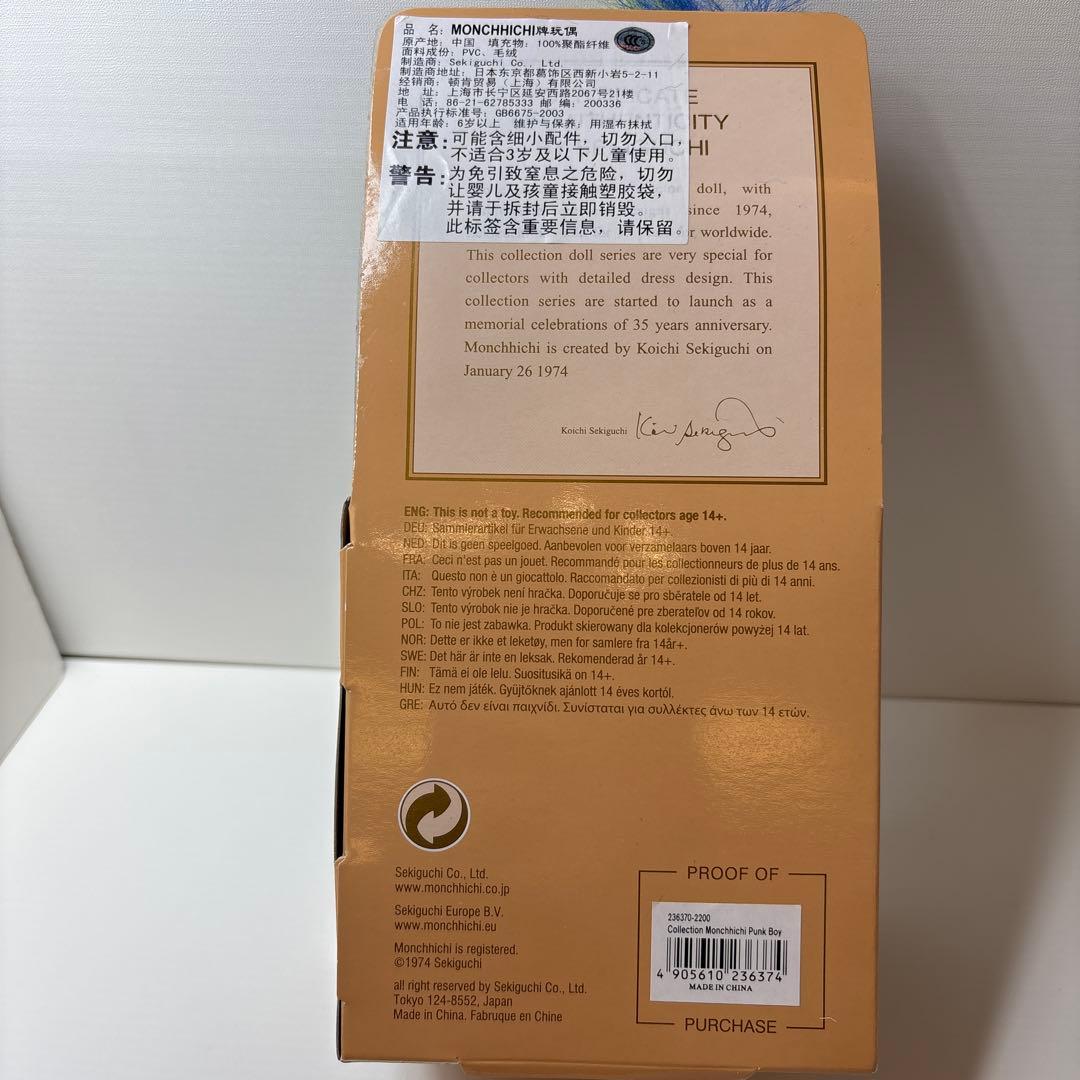 品 名: MONCHHICHI牌玩偶
原产地: 中国 填充物: 100%聚酯纤维
面料成份: PVC、毛绒
制造商: Sekiguchi Co., Ltd.
制造商地址: 日本东京都葛饰区西新小岩5-2-11
经销商: 顿肯贸易(上海)有限公司
地 址: 上海市长宁区延安西路2067号21楼
电 话: 86-21-62785333 邮 编: 200336
产品执行标准号: GB6675-2003
适用年龄: 6岁以上 维护与保养: 用湿布抹拭
注意: 可能含细小配件, 切勿入口,
不适合3岁及以下儿童使用。
警告: 为免引致窒息之危险, 切勿
让婴儿及孩童接触塑胶袋,
并请于拆封后立即销毁。
此标签含重要信息, 请保留。
doll, with
since 1974,
worldwide.
This collection doll series are very special for
collectors with detailed dress design. This
collection series are started to launch as a
memorial celebrations of 35 years anniversary.
Monchhichi is created by Koichi Sekiguchi on
January 26 1974
Koichi Sekiguchi
ENG: This is not a toy. Recommended for collectors age 14+.
DEU: Sammlerartikel für Erwachsene und Kinder 14+.
NED: Dit is geen speelgoed. Aanbevolen voor verzamelaars boven 14 jaar.
FRA: Ceci n'est pas un jouet. Recommandé pour les collectionneurs de plus de 14 ans.
ITA: Questo non è un giocattolo. Raccomandato per collezionisti di più di 14 anni.
CHZ: Tento výrobek není hračka. Doporučuje se pro sběratele od 14 let.
SLO: Tento výrobok nie je hračka. Doporučené pre zberateľov od 14 rokov.
POL: To nie jest zabawka. Produkt skierowany dla kolekcjonerów powyżej 14 lat.
NOR: Dette er ikke et leketøy, men for samlere fra 14år+.
SWE: Det här är inte en leksak. Rekomenderad år 14+.
FIN: Tämä ei ole lelu. Suositusikä on 14+.
HUN: Ez nem játék. Gyüjtőknek ajánlott 14 éves kortól.
GRE: Αυτό δεν είναι παιχνίδι. Συνίσταται για συλλέκτες άνω των 14 ετών.
Sekiguchi Co., Ltd.
www.monchhichi.co.jp
Sekiguchi Europe B.V.
www.monchhichi.eu
Monchhichi is registered.
©1974 Sekiguchi
all right reserved by Sekiguchi Co., Ltd.
Tokyo 124-8552, Japan
Made in China. Fabruque en Chine
PROOF OF
236370-2200
Collection Monchhichi Punk Boy
4 905610 236374
MADE IN CHINA
PURCHASE